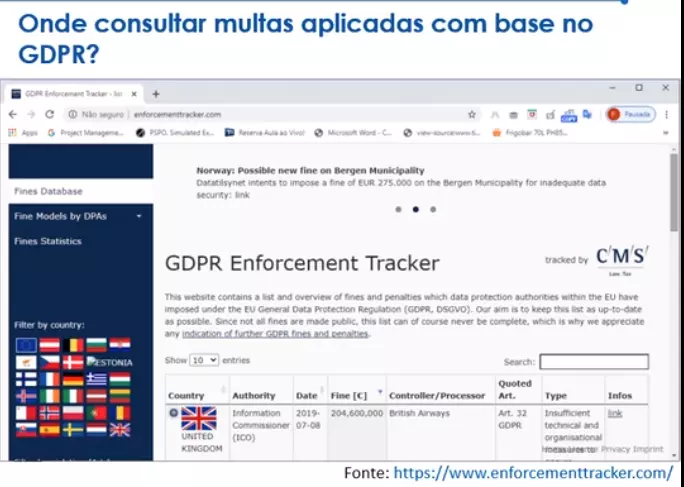 Onde consultar multas aplicadas com base no
GDPR?
GDPR Enforcement Tracker - list
Não seguro | enforcementtracker.com
Pausada
Apps Project Manageme... PSPO, Simulated Ex... Reserva Aula ao Vivo! Microsoft Word - C... view-source:www.b... Frigobar 70L PHB5...
Norway: Possible new fine on Bergen Municipality
Datatilsynet intents to impose a fine of EUR 275.000 on the Bergen Municipality for inadequate data
security: link
Fines Database
Fine Models by DPAs
Fines Statistics
GDPR Enforcement Tracker
tracked by C'M'S'
Law.Tax
This website contains a list and overview of fines and penalties which data protection authorities within the EU have
imposed under the EU General Data Protection Regulation (GDPR, DSGVO). Our aim is to keep this list as up-to-date
as possible. Since not all fines are made public, this list can of course never be complete, which is why we appreciate
any indication of further GDPR fines and penalties.
Filter by country:
ESTONIA
Show 10 entries
Search:
Country Authority Date Fine [€] Controller/Processor Quoted Art. Type Infos
UNITED KINGDOM Information Commissioner (ICO) 2019-07-08 204,600,000 British Airways Art. 32 GDPR Insufficient technical and organisational measures to link
Privacy Imprint
Fonte: https://www.enforcementtracker.com/